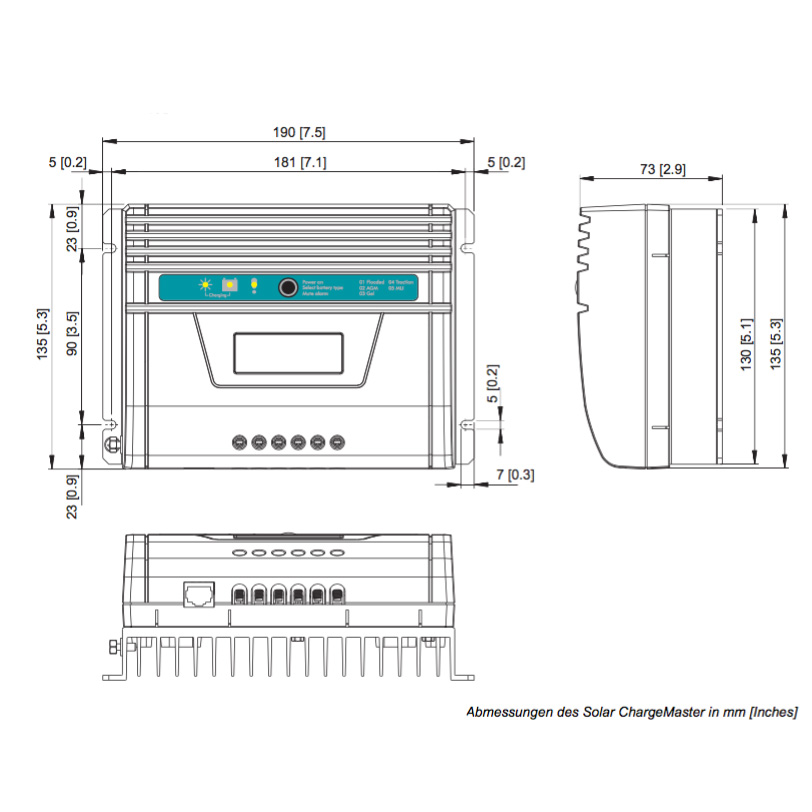 190 [7.5]
5 [0.2]
181 [7.1]
5 [0.2]
73 [2.9]
23 [0.9]
135 [5.3]
90 [3.5]
23 [0.9]
Charging
Power on
Select battery type
Mute alarm
01 Flooded 04 Traction
02 AGM
03 Gel
5 [0.2]
7 [0.3]
130 [5.1]
135 [5.3]
Abmessungen des Solar ChargeMaster in mm [Inches]